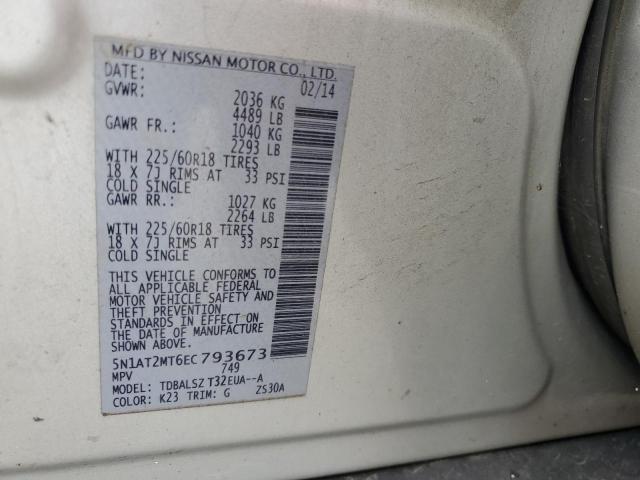 MFD BY NISSAN MOTOR CO., LTD.
DATE: 02/14
GVWR: 2036 KG
4489 LB
GAWR FR.: 1040 KG
2293 LB
WITH 225/60R18 TIRES
18 X 7J RIMS AT 33 PSI
COLD SINGLE
GAWR RR.: 1027 KG
2264 LB
WITH 225/60R18 TIRES
18 X 7J RIMS AT 33 PSI
COLD SINGLE
THIS VEHICLE CONFORMS TO
ALL APPLICABLE FEDERAL
MOTOR VEHICLE SAFETY AND
THEFT PREVENTION
STANDARDS IN EFFECT ON
THE DATE OF MANUFACTURE
SHOWN ABOVE.
5N1AT2MT6EC793673
MPV 749
MODEL: TDBALSZ T32EUA--A
COLOR: K23 TRIM: G ZS30A